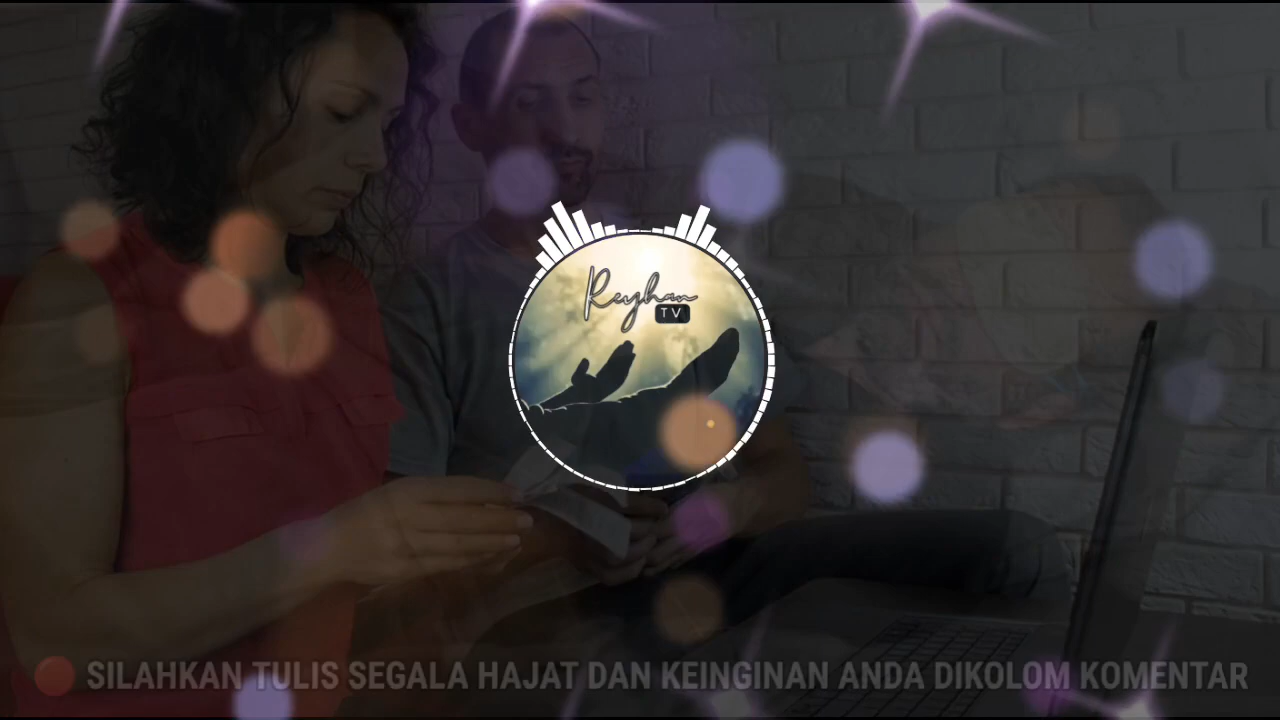 Reyhan
TV
SILAHKAN TULIS SEGALA HAJAT DAN KEINGINAN ANDA DIKOLOM KOMENTAR